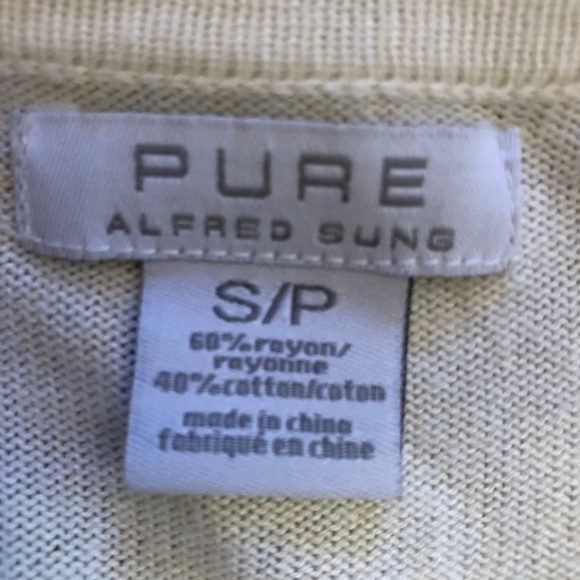 PURE
ALFRED SUNG
S/P
60%rayon/
rayonne
40%cotton/coton
made in china
fabriqué en chine